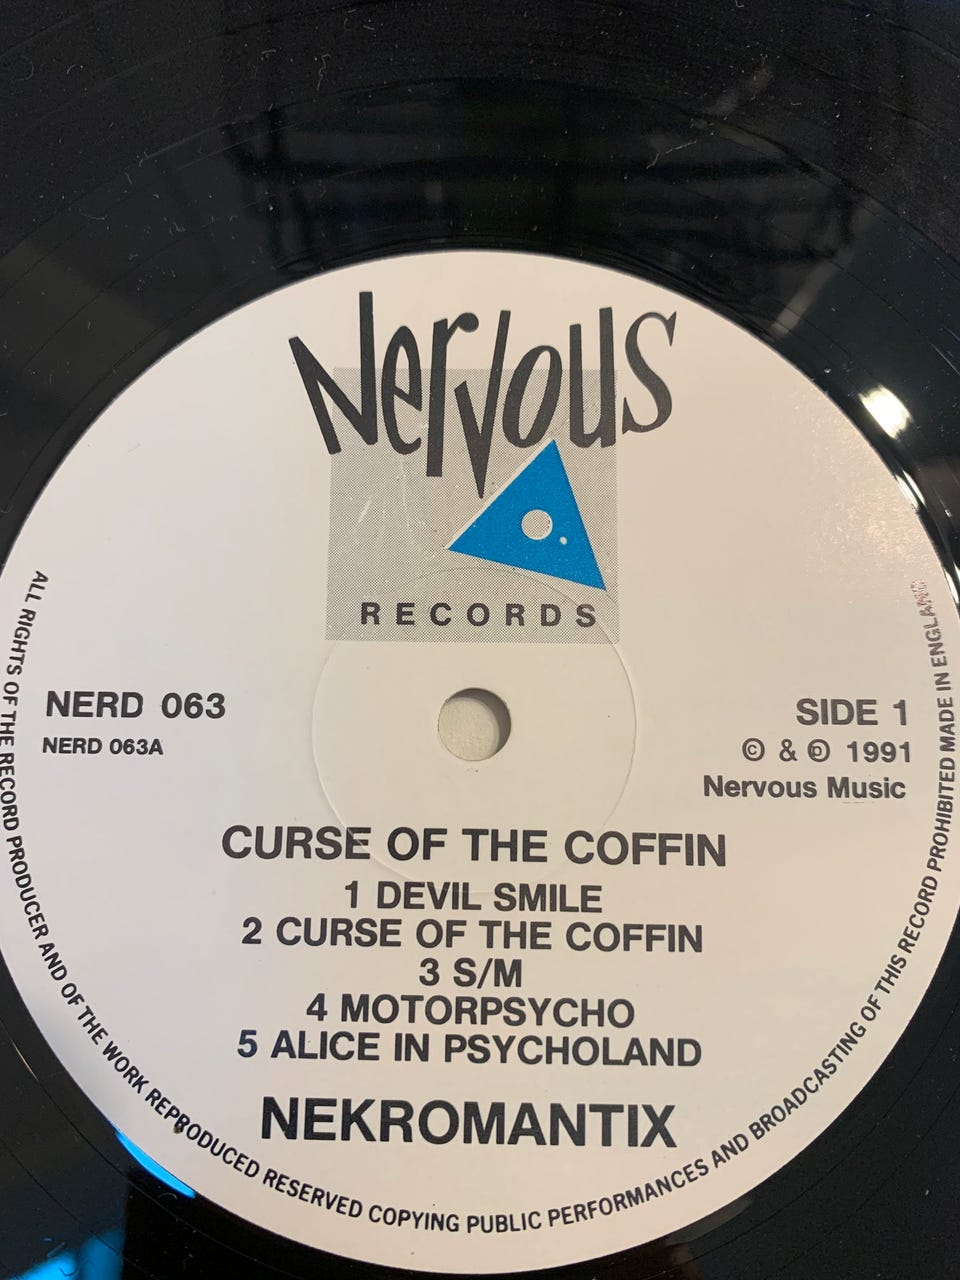 Nervous
RECORDS
NERD 063
NERD 063A
SIDE 1
© & ℗ 1991
Nervous Music
CURSE OF THE COFFIN
1 DEVIL SMILE
2 CURSE OF THE COFFIN
3 S/M
4 MOTORPSYCHO
5 ALICE IN PSYCHOLAND
NEKROMANTIX
ALL RIGHTS OF THE RECORD PRODUCER AND OF THE WORK REPRODUCED RESERVED COPYING PUBLIC PERFORMANCES AND BROADCASTING OF THIS RECORD PROHIBITED MADE IN ENGLAND